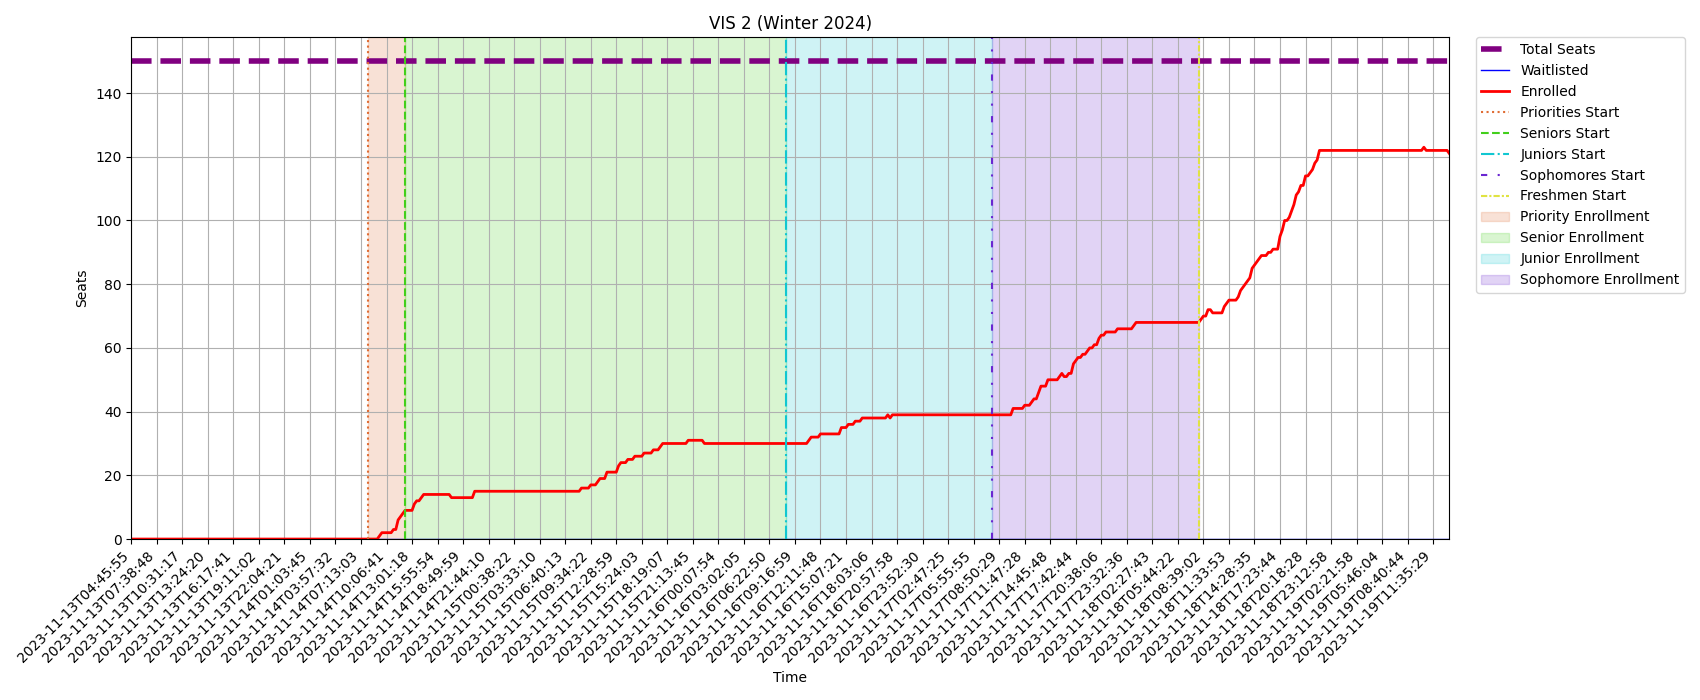 VIS 2 (Winter 2024)
Total Seats
Waitlisted
Enrolled
Priorities Start
Seniors Start
Juniors Start
Sophomores Start
Freshmen Start
Priority Enrollment
Senior Enrollment
Junior Enrollment
Sophomore Enrollment
Seats
140
120
100
80
60
40
20
0
2023-11-13T04:45:55
2023-11-13T07:38:48
2023-11-13T10:31:17
2023-11-13T13:24:20
2023-11-13T16:17:41
2023-11-13T19:11:02
2023-11-13T22:04:21
2023-11-14T01:03:45
2023-11-14T03:57:32
2023-11-14T07:13:03
2023-11-14T10:06:41
2023-11-14T13:01:18
2023-11-14T15:55:54
2023-11-14T18:49:59
2023-11-14T21:44:10
2023-11-15T00:38:22
2023-11-15T03:33:10
2023-11-15T06:40:13
2023-11-15T09:34:22
2023-11-15T12:28:59
2023-11-15T15:24:03
2023-11-15T18:19:07
2023-11-15T21:13:45
2023-11-16T00:07:54
2023-11-16T03:02:05
2023-11-16T06:22:50
2023-11-16T09:16:59
2023-11-16T12:11:48
2023-11-16T15:07:21
2023-11-16T18:03:06
2023-11-16T20:57:58
2023-11-16T23:52:30
2023-11-17T02:47:25
2023-11-17T05:55:55
2023-11-17T08:50:29
2023-11-17T11:47:28
2023-11-17T14:45:48
2023-11-17T17:42:44
2023-11-17T20:38:06
2023-11-17T23:32:36
2023-11-18T02:27:43
2023-11-18T05:44:22
2023-11-18T08:39:02
2023-11-18T11:33:53
2023-11-18T14:28:35
2023-11-18T17:23:44
2023-11-18T20:18:28
2023-11-18T23:12:58
2023-11-19T02:21:58
2023-11-19T05:46:04
2023-11-19T08:40:44
2023-11-19T11:35:29
Time